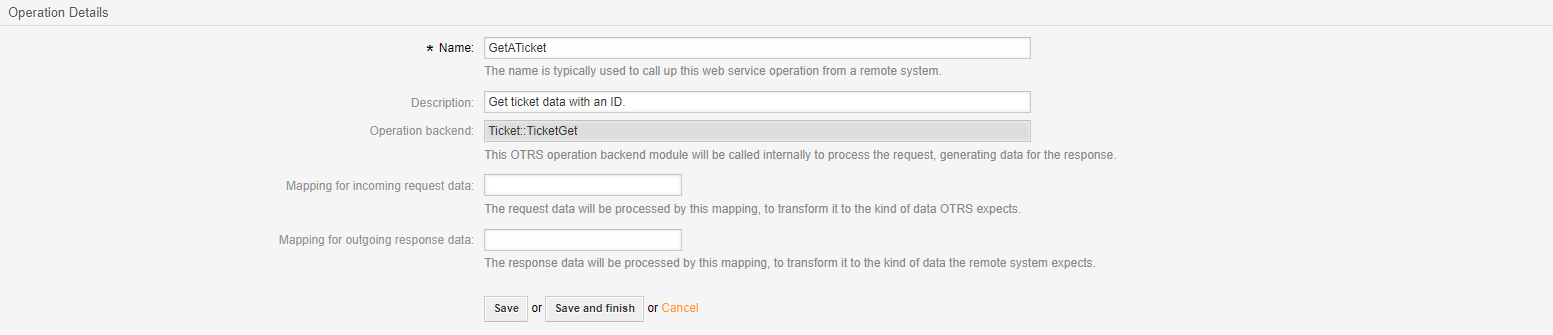 Operation Details
* Name: GetATicket
The name is typically used to call up this web service operation from a remote system.
Description: Get ticket data with an ID.
Operation backend: Ticket::TicketGet
This OTRS operation backend module will be called internally to process the request, generating data for the response.
Mapping for incoming request data:
The request data will be processed by this mapping, to transform it to the kind of data OTRS expects.
Mapping for outgoing response data:
The response data will be processed by this mapping, to transform it to the kind of data the remote system expects.
Save or Save and finish or Cancel